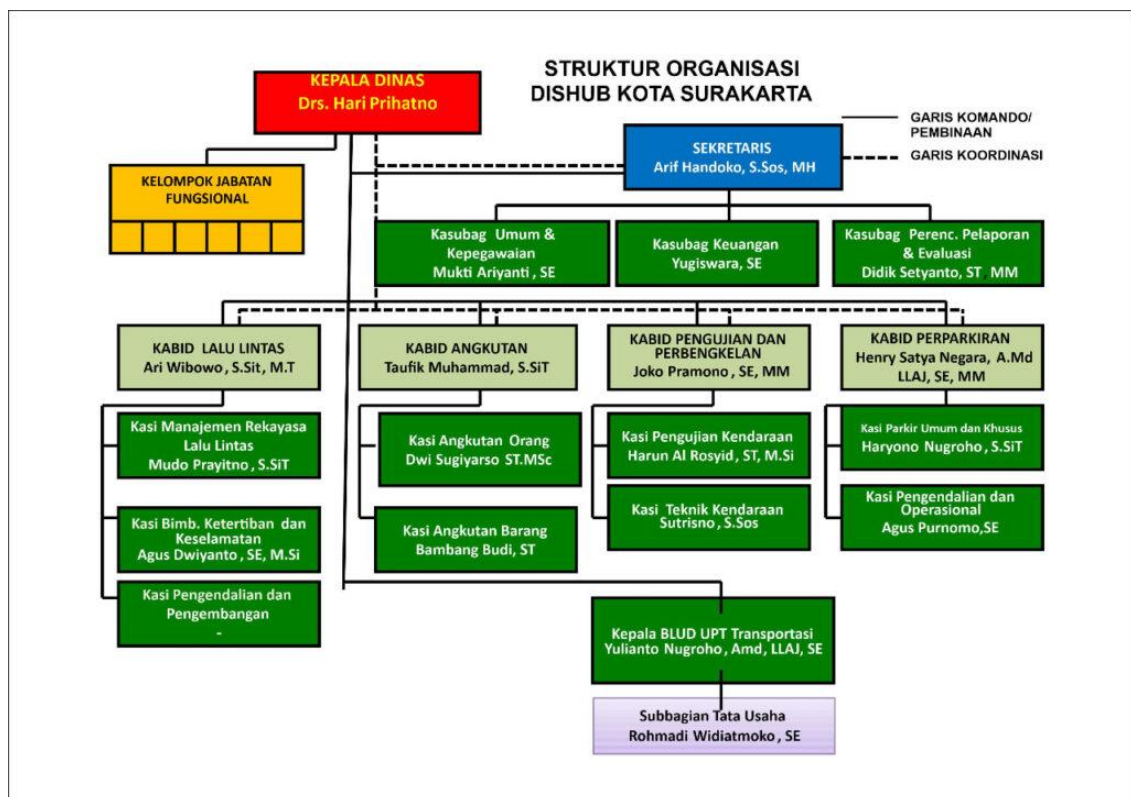 STRUKTUR ORGANISASI
DISHUB KOTA SURAKARTA
KEPALA DINAS
Drs. Hari Prihatno
GARIS KOMANDO/
PEMBINAAN
GARIS KOORDINASI
SEKRETARIS
Arif Handoko, S.Sos, MH
KELOMPOK JABATAN
FUNGSIONAL
Kasubag Umum &
Kepegawaian
Mukti Ariyanti , SE
Kasubag Keuangan
Yugiswara, SE
Kasubag Perenc. Pelaporan
& Evaluasi
Didik Setyanto, ST , MM
KABID LALU LINTAS
Ari Wibowo , S.Sit, M.T
KABID ANGKUTAN
Taufik Muhammad, S.SiT
KABID PENGUJIAN DAN
PERBENGKELAN
Joko Pramono , SE, MM
KABID PERPARKIRAN
Henry Satya Negara, A.Md
LLAJ, SE, MM
Kasi Manajemen Rekayasa
Lalu Lintas
Mudo Prayitno , S.SiT
Kasi Bimb. Ketertiban dan
Keselamatan
Agus Dwiyanto , SE, M.Si
Kasi Pengendalian dan
Pengembangan
-
Kasi Angkutan Orang
Dwi Sugiyarso ST.MSc
Kasi Angkutan Barang
Bambang Budi, ST
Kasi Pengujian Kendaraan
Harun Al Rosyid, ST, M.Si
Kasi Teknik Kendaraan
Sutrisno, S.Sos
Kasi Parkir Umum dan Khusus
Haryono Nugroho, S.SiT
Kasi Pengendalian dan
Operasional
Agus Purnomo,SE
Kepala BLUD UPT Transportasi
Yulianto Nugroho , Amd, LLAJ, SE
Subbagian Tata Usaha
Rohmadi Widiatmoko , SE